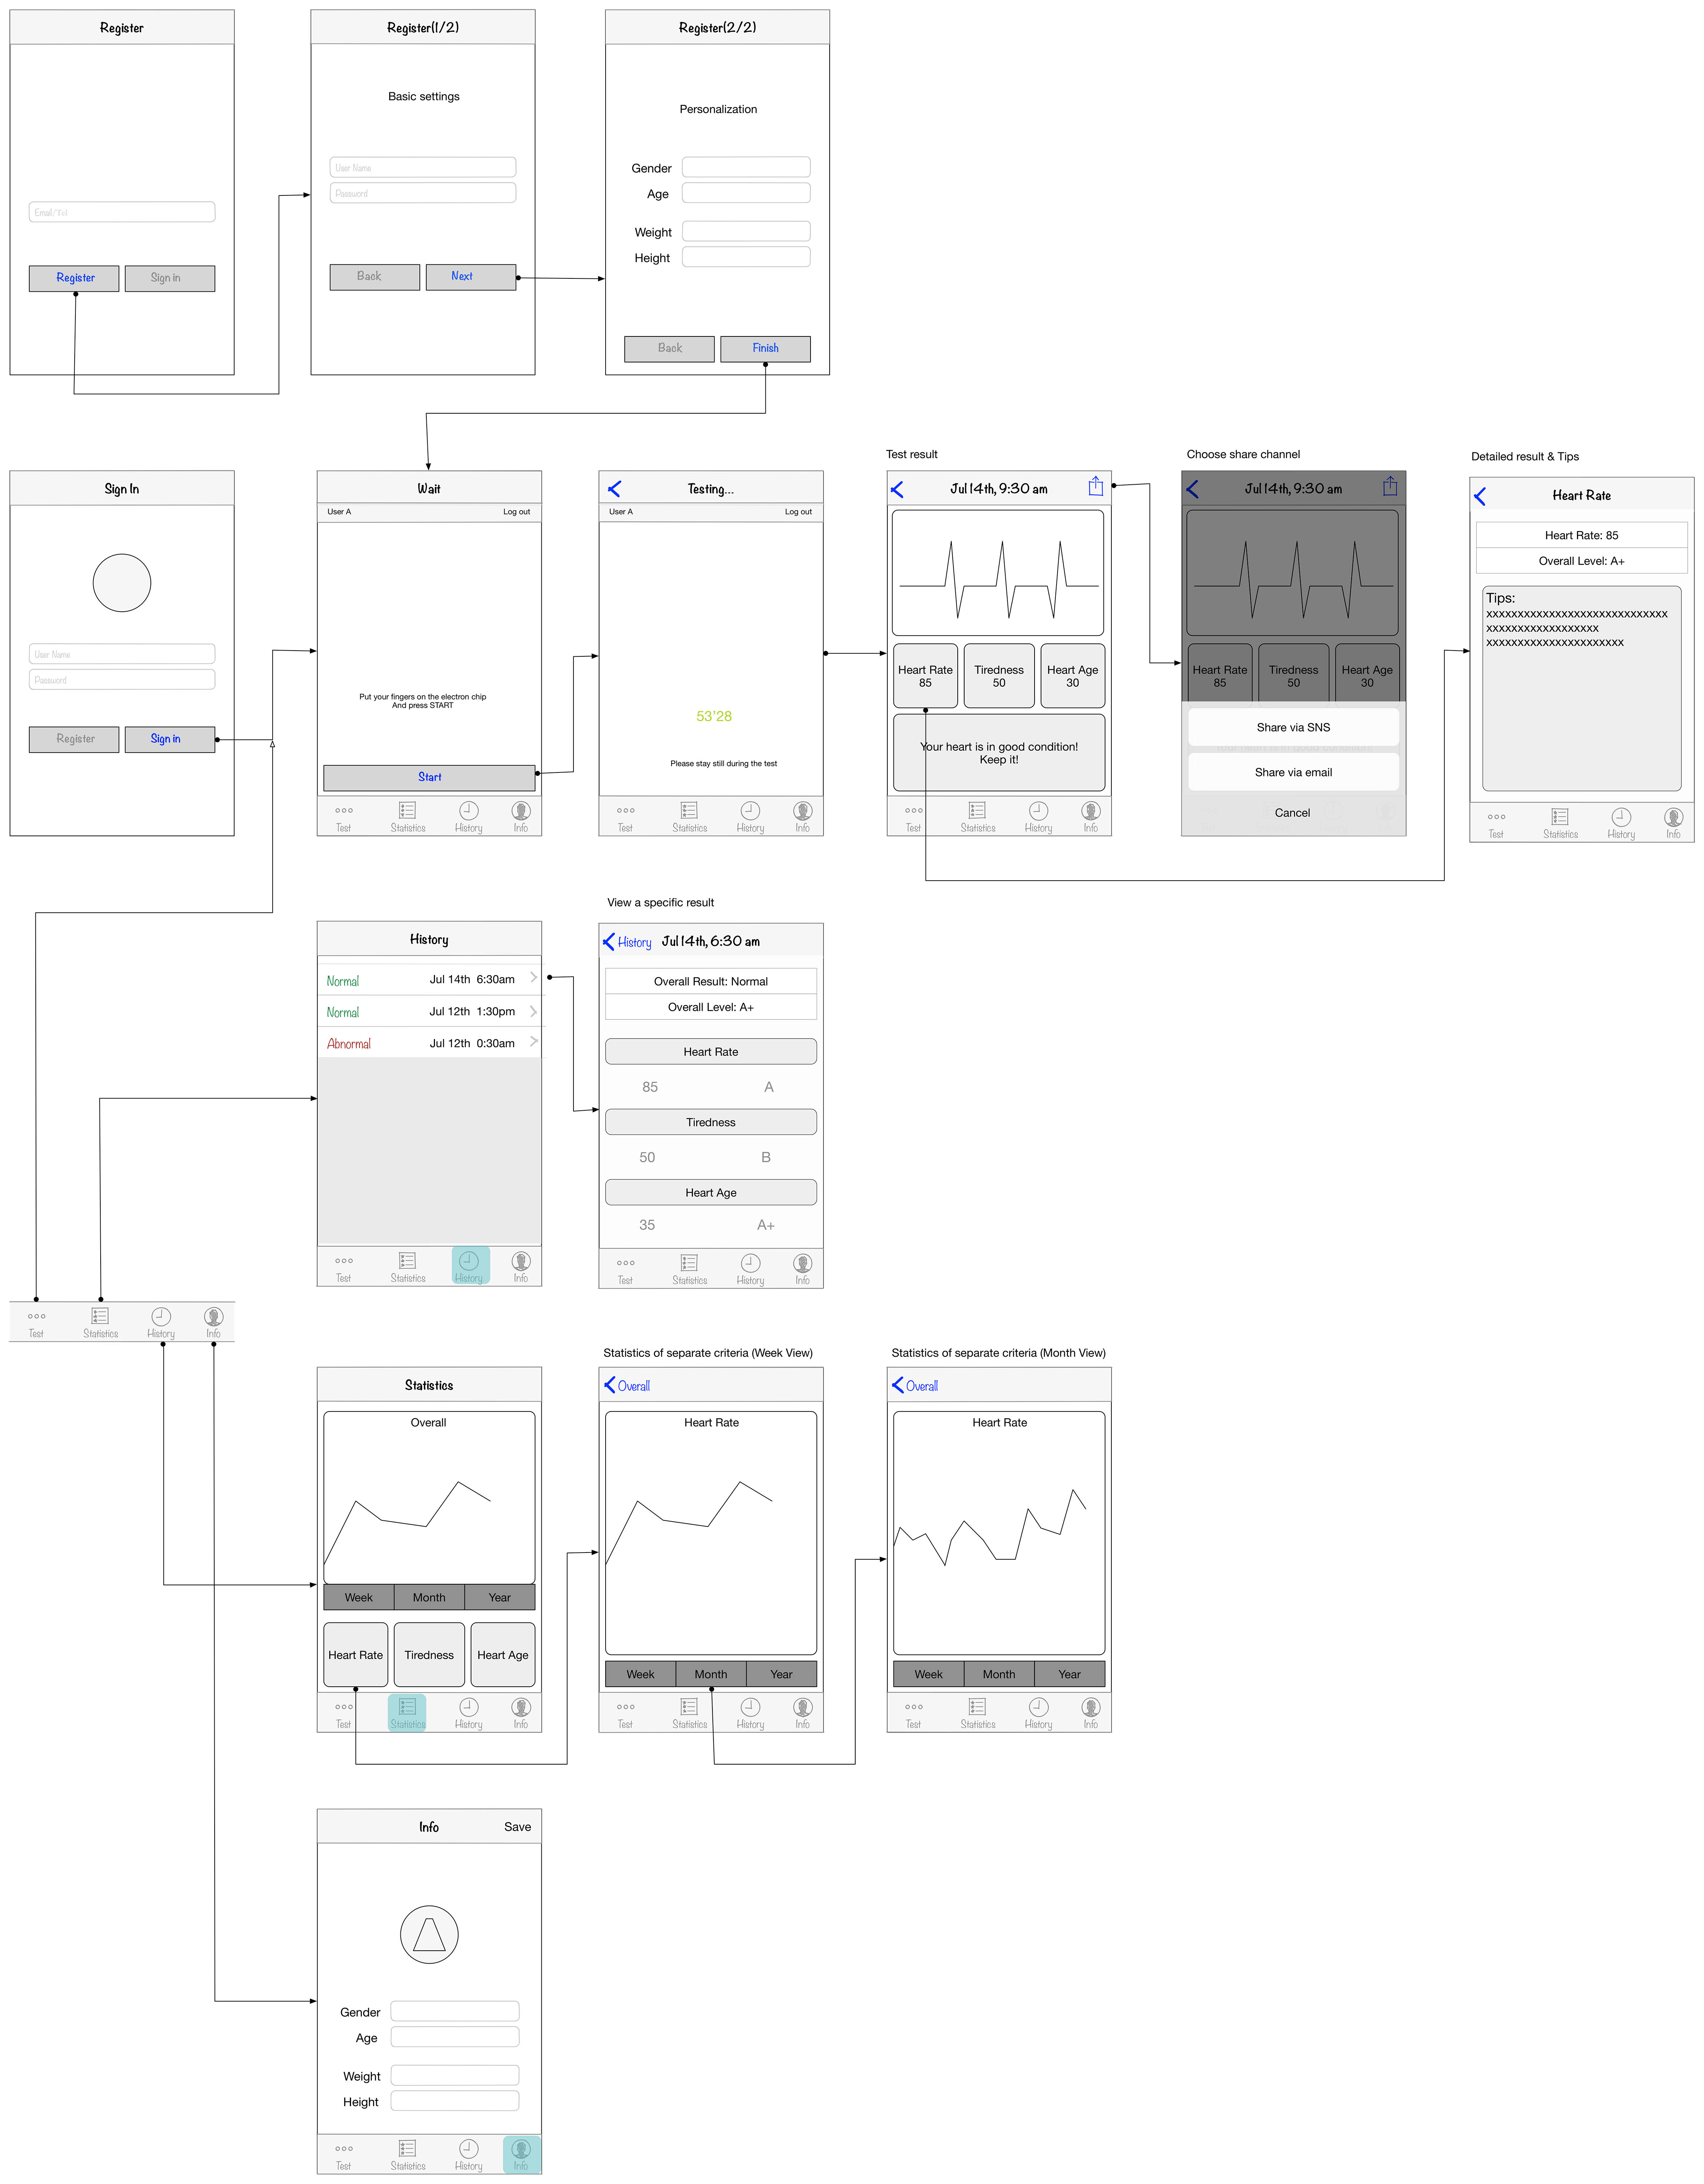 Register
Email/Tel
Register
Sign in
Register(1/2)
Basic settings
User Name
Password
Back
Next
Register(2/2)
Personalization
Gender
Age
Weight
Height
Back
Finish
Sign In
User Name
Password
Register
Sign in
Wait
User A
Log out
Put your fingers on the electron chip
And press START
Start
Test
Statistics
History
Info
Testing...
User A
Log out
53'28
Please stay still during the test
Test
Statistics
History
Info
Test result
Jul 14th, 9:30 am
Heart Rate
85
Tiredness
50
Heart Age
30
Your heart is in good condition!
Keep it!
Test
Statistics
History
Info
Choose share channel
Jul 14th, 9:30 am
Heart Rate
85
Tiredness
50
Heart Age
30
Share via SNS
Share via email
Cancel
Detailed result & Tips
Heart Rate
Heart Rate: 85
Overall Level: A+
Tips:
xxxxxxxxxxxxxxxxxxxxxxxxxxxxx
xxxxxxxxxxxxxxxxxx
xxxxxxxxxxxxxxxxxxxxxx
Test
Statistics
History
Info
History
Normal
Jul 14th 6:30am
Normal
Jul 12th 1:30pm
Abnormal
Jul 12th 0:30am
Test
Statistics
History
Info
View a specific result
History
Jul 14th, 6:30 am
Overall Result: Normal
Overall Level: A+
Heart Rate
85
A
Tiredness
50
B
Heart Age
35
A+
Test
Statistics
History
Info
Test
Statistics
History
Info
Statistics
Overall
Week
Month
Year
Heart Rate
Tiredness
Heart Age
Test
Statistics
History
Info
Statistics of separate criteria (Week View)
Overall
Heart Rate
Week
Month
Year
Test
Statistics
History
Info
Statistics of separate criteria (Month View)
Overall
Heart Rate
Week
Month
Year
Test
Statistics
History
Info
Info
Save
Gender
Age
Weight
Height
Test
Statistics
History
Info